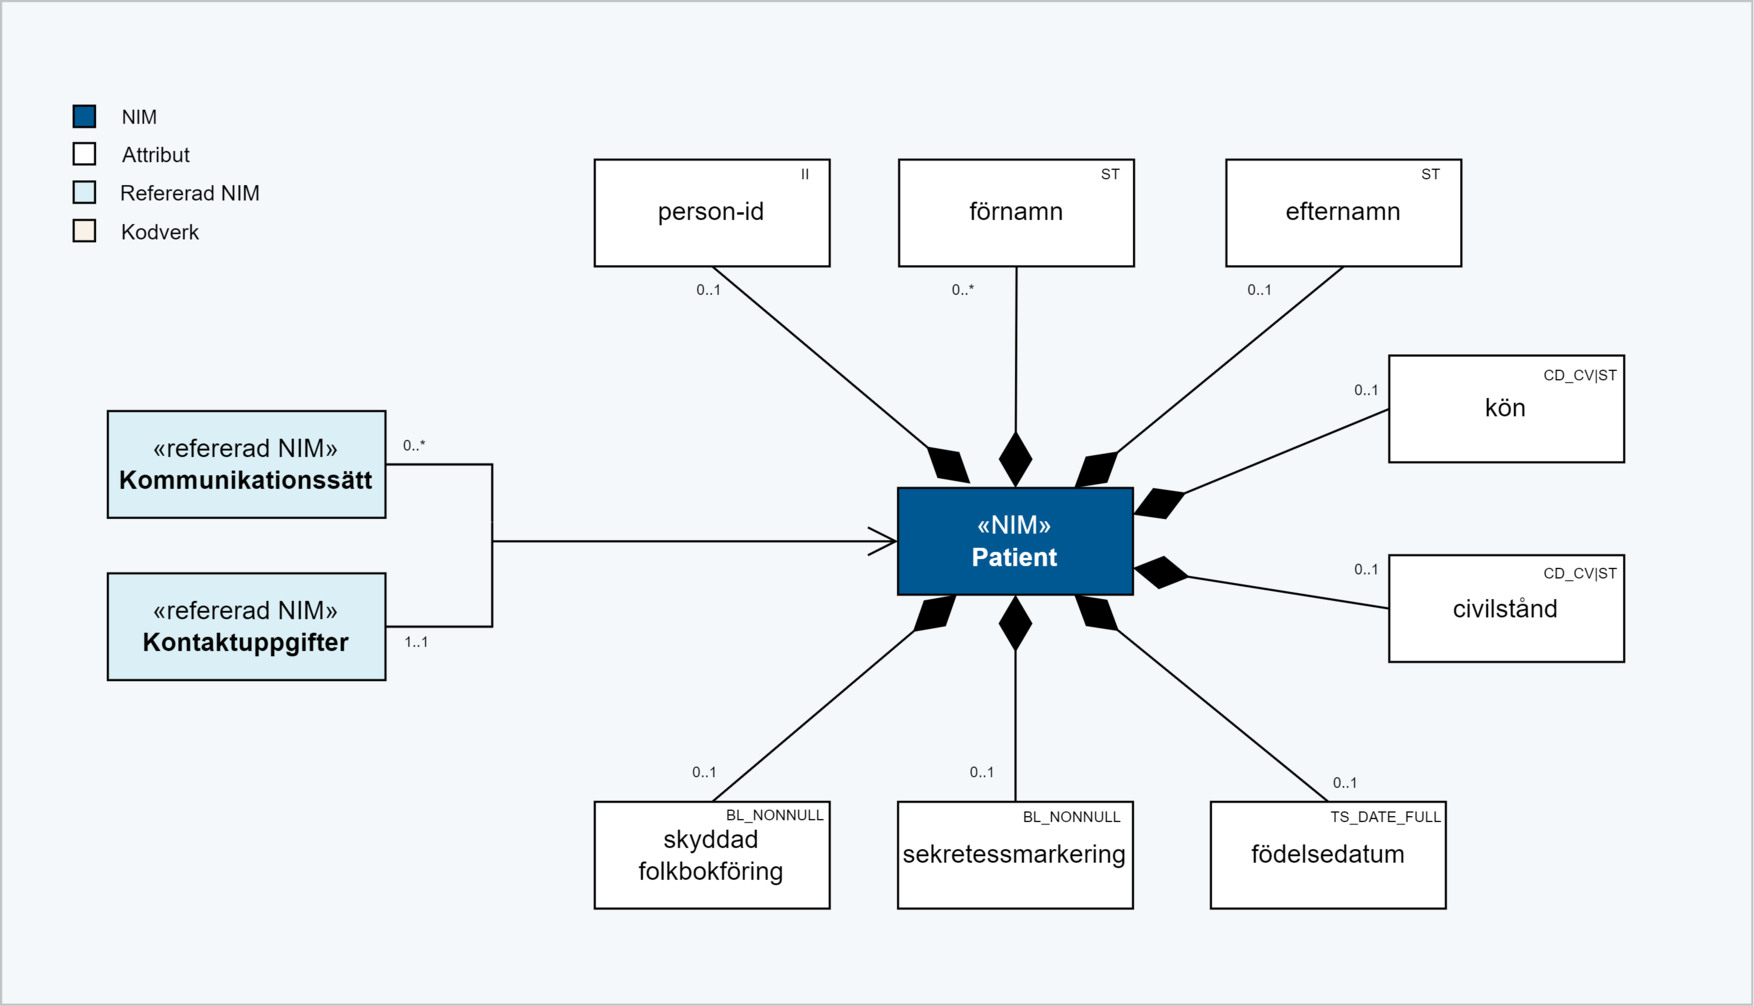 NIM
Attribut
Refererad NIM
Kodverk
II
person-id
0..1
ST
förnamn
0..*
ST
efternamn
0..1
CD_CV|ST
kön
0..1
«refererad NIM»
Kommunikationssätt
0..*
«NIM»
Patient
CD_CV|ST
civilstånd
0..1
«refererad NIM»
Kontaktuppgifter
1..1
0..1
BL_NONNULL
skyddad
folkbokföring
0..1
BL_NONNULL
sekretessmarkering
0..1
TS_DATE_FULL
födelsedatum